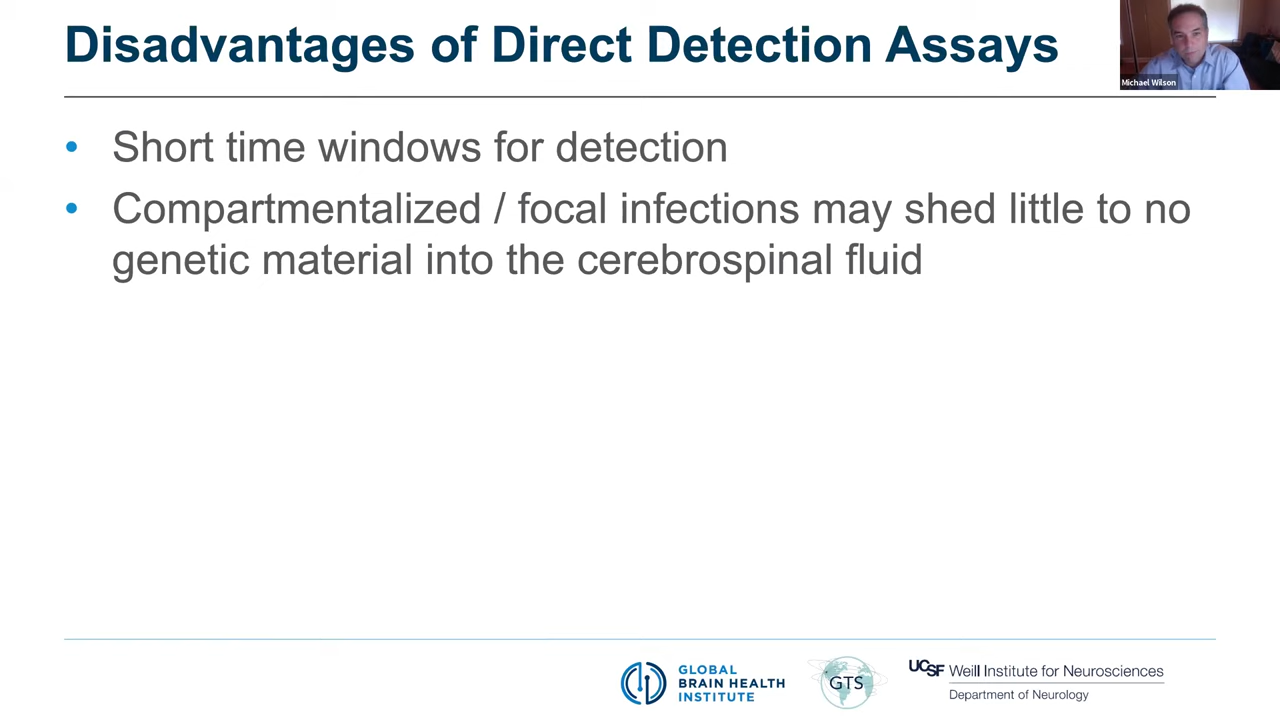 Disadvantages of Direct Detection Assays
Michael Wilson
• Short time windows for detection
• Compartmentalized / focal infections may shed little to no
genetic material into the cerebrospinal fluid
GLOBAL
BRAIN HEALTH
INSTITUTE
GTS
UCSF Weill Institute for Neurosciences
Department of Neurology